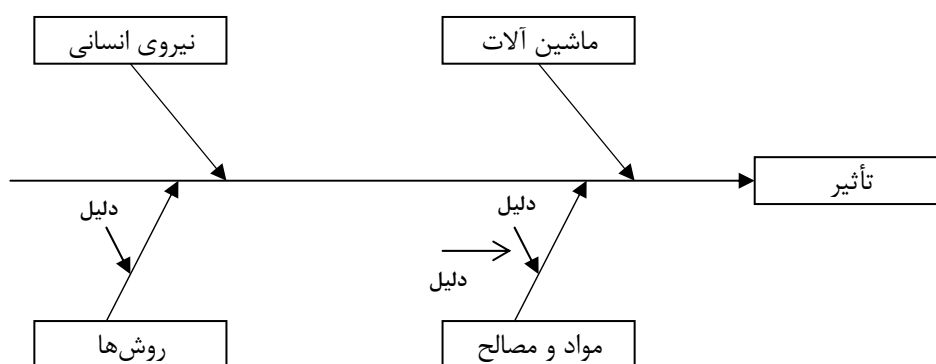 ماشین آلات
نیروی انسانی
تأثیر
دلیل
دلیل
دلیل
مواد و مصالح
روش‌ها